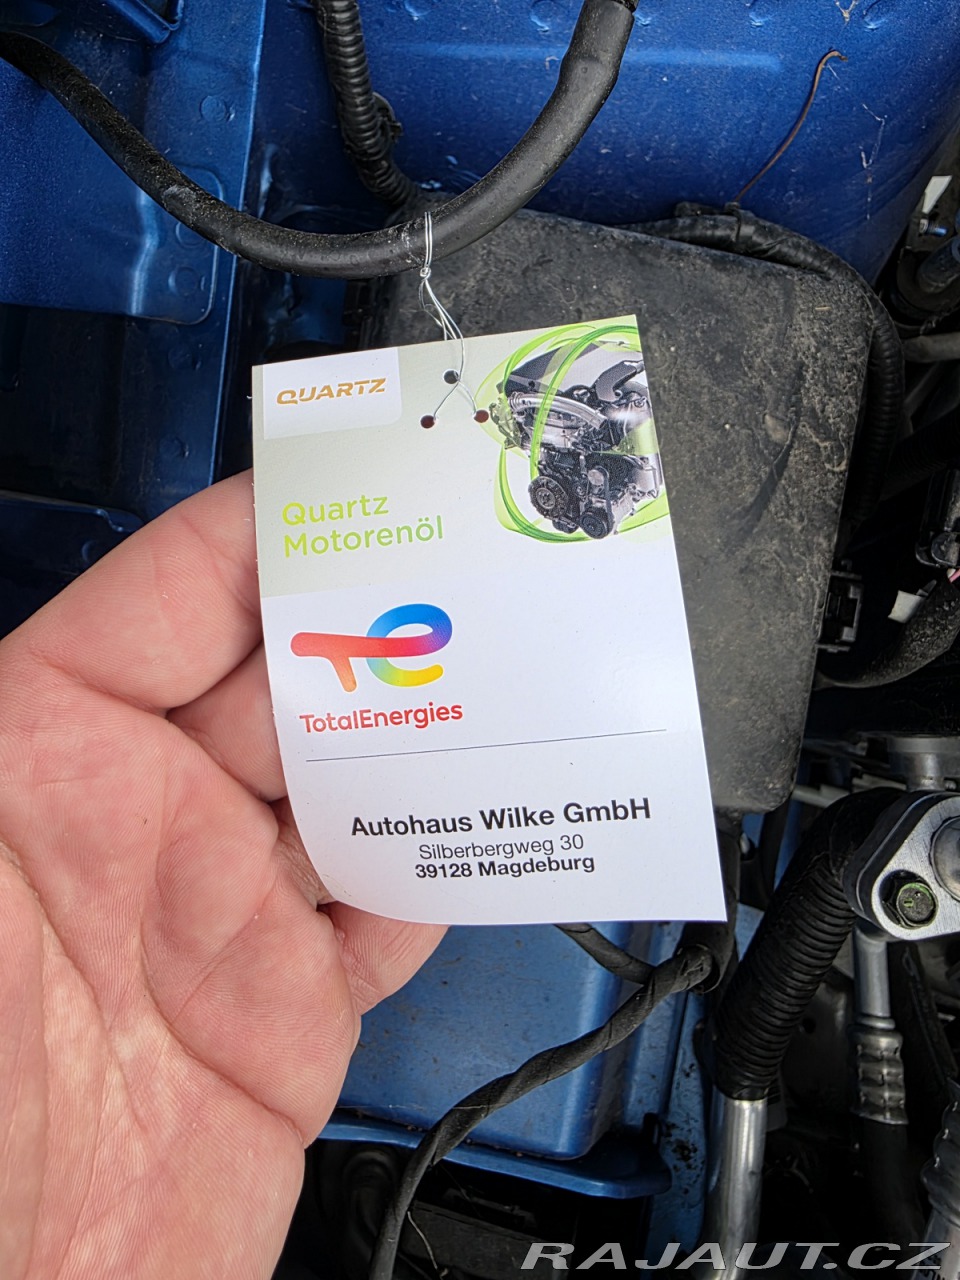 QUARTZ
Quartz
Motorenöl
TotalEnergies
Autohaus Wilke GmbH
Silberbergweg 30
39128 Magdeburg
RAJAUT.CZ